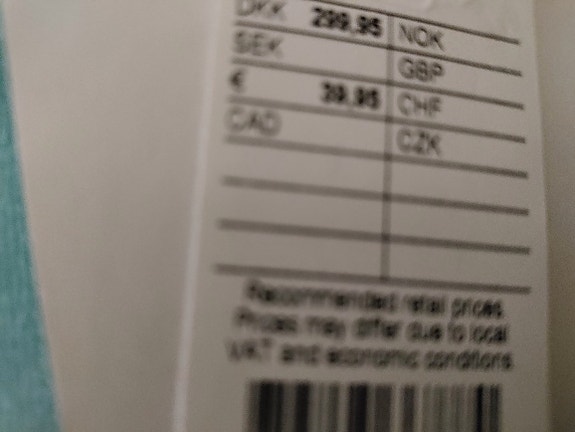 DKK 299,95 NOK
SEK GBP
€ 39,95 CHF
CAD CZK
Recommended retail prices.
Prices may differ due to local
VAT and economic conditions